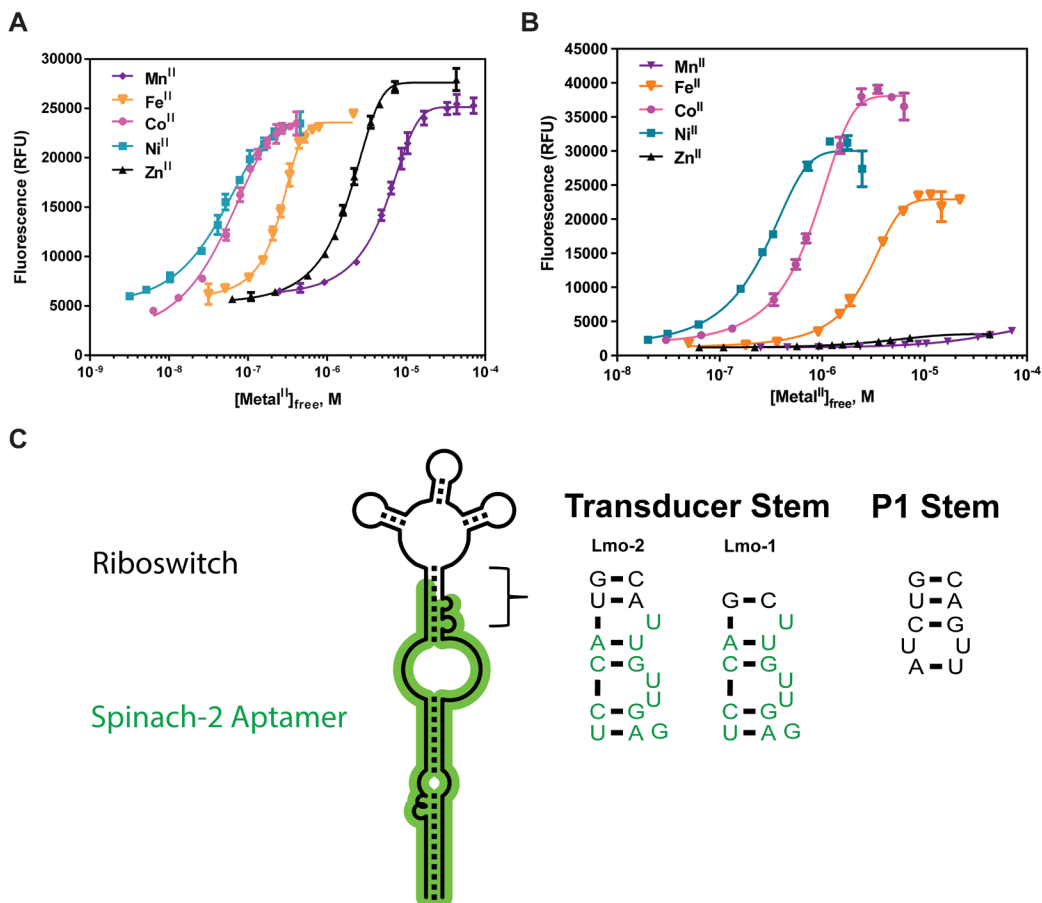 A
30000
25000
20000
15000
10000
5000
0
Fluorescence (RFU)
Mn^II
Fe^II
Co^II
Ni^II
Zn^II
10^-9 10^-8 10^-7 10^-6 10^-5 10^-4
[Metal^II]free, M
B
45000
40000
35000
30000
25000
20000
15000
10000
5000
0
Fluorescence (RFU)
Mn^II
Fe^II
Co^II
Ni^II
Zn^II
10^-8 10^-7 10^-6 10^-5 10^-4
[Metal^II]free, M
C
Riboswitch
Spinach-2 Aptamer
Transducer Stem
Lmo-2
G C
U A
U
A U
C G
U
U
C G
U A G
Lmo-1
G C
U
A U
C G
U
U
C G
U A G
P1 Stem
G C
U A
C G
U U
A U